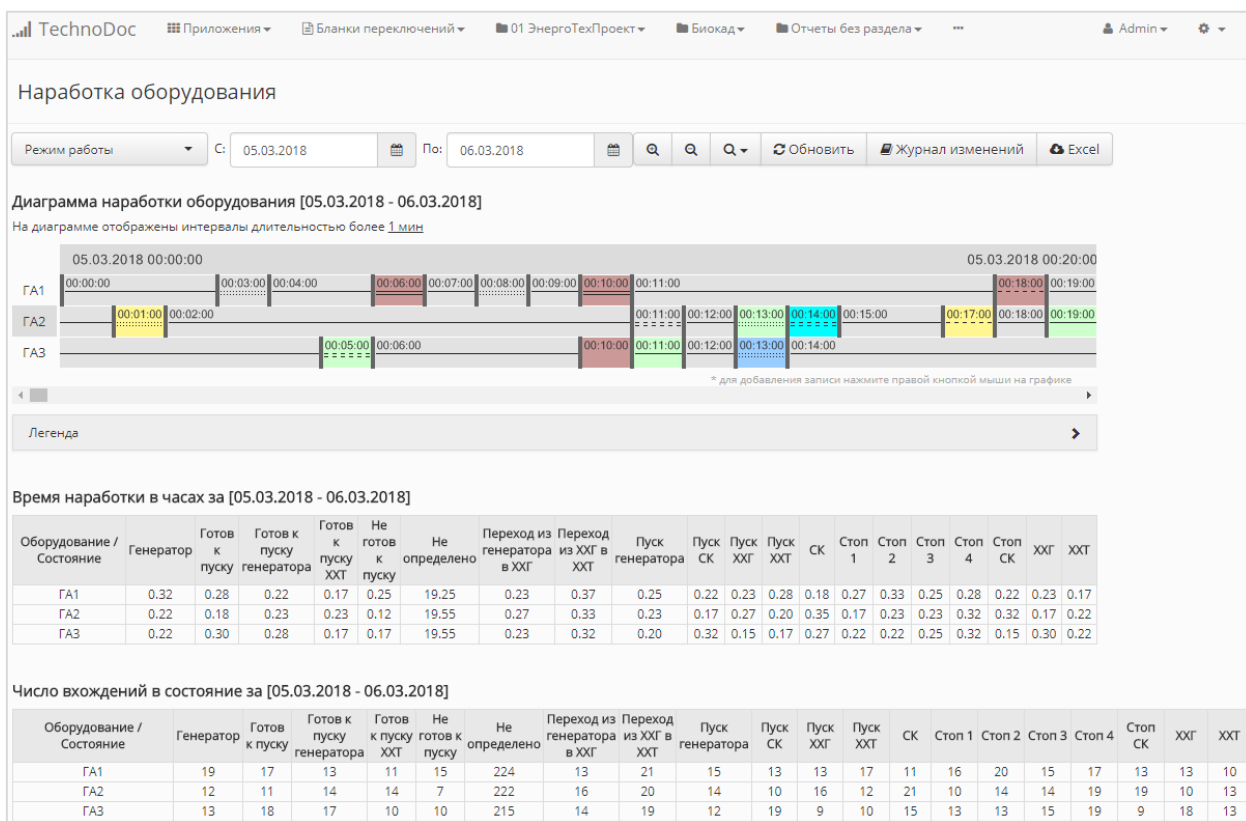 TechnoDoc Приложения Бланки переключений 01 ЭнергоТехПроект Биокад Отчеты без раздела ... Admin
Наработка оборудования
Режим работы С: 05.03.2018 По: 06.03.2018 Обновить Журнал изменений Excel
Диаграмма наработки оборудования [05.03.2018 - 06.03.2018]
На диаграмме отображены интервалы длительностью более 1 мин
05.03.2018 00:00:00 05.03.2018 00:20:00
ГА1 00:00:00 00:03:00 00:04:00 00:06:00 00:07:00 00:08:00 00:09:00 00:10:00 00:11:00 00:18:00 00:19:00
ГА2 00:01:00 00:02:00 00:11:00 00:12:00 00:13:00 00:14:00 00:15:00 00:17:00 00:18:00 00:19:00
ГА3 00:05:00 00:06:00 00:10:00 00:11:00 00:12:00 00:13:00 00:14:00
* для добавления записи нажмите правой кнопкой мыши на графике
Легенда
Время наработки в часах за [05.03.2018 - 06.03.2018]
Оборудование / Состояние Генератор Готов к пуску Готов к пуску генератора Готов к пуску ХХТ Не готов к пуску Не определено Переход из генератора в ХХГ Переход из ХХГ в ХХТ Пуск генератора Пуск СК Пуск ХХГ Пуск ХХТ СК Стоп 1 Стоп 2 Стоп 3 Стоп 4 Стоп СК ХХГ ХХТ
ГА1 0.32 0.28 0.22 0.17 0.25 19.25 0.23 0.37 0.25 0.22 0.23 0.28 0.18 0.27 0.33 0.25 0.28 0.22 0.23 0.17
ГА2 0.22 0.18 0.23 0.23 0.12 19.55 0.27 0.33 0.23 0.17 0.27 0.20 0.35 0.17 0.23 0.23 0.32 0.32 0.17 0.22
ГА3 0.22 0.30 0.28 0.17 0.17 19.55 0.23 0.32 0.20 0.32 0.15 0.17 0.27 0.22 0.22 0.25 0.32 0.15 0.30 0.22
Число вхождений в состояние за [05.03.2018 - 06.03.2018]
Оборудование / Состояние Генератор Готов к пуску Готов к пуску генератора Готов к пуску ХХТ Не готов к пуску Не определено Переход из генератора в ХХГ Переход из ХХГ в ХХТ Пуск генератора Пуск СК Пуск ХХГ Пуск ХХТ СК Стоп 1 Стоп 2 Стоп 3 Стоп 4 Стоп СК ХХГ ХХТ
ГА1 19 17 13 11 15 224 13 21 15 13 13 17 11 16 20 15 17 13 13 10
ГА2 12 11 14 14 7 222 16 20 14 10 16 12 21 10 14 14 19 19 10 13
ГА3 13 18 17 10 10 215 14 19 12 19 9 10 15 13 13 15 19 9 18 13